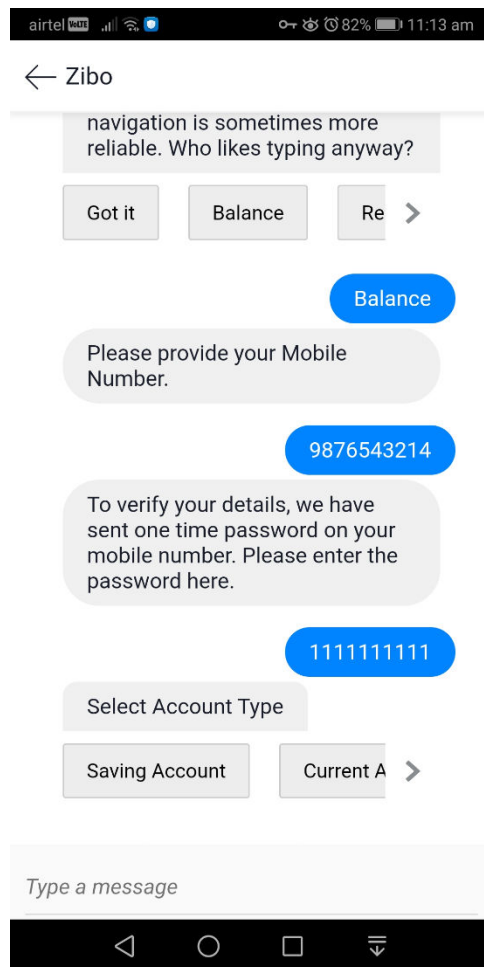 airtel VoLTE 82% 11:13 am
Zibo
navigation is sometimes more
reliable. Who likes typing anyway?
Got it Balance Re
Balance
Please provide your Mobile
Number.
9876543214
To verify your details, we have
sent one time password on your
mobile number. Please enter the
password here.
1111111111
Select Account Type
Saving Account Current A
Type a message